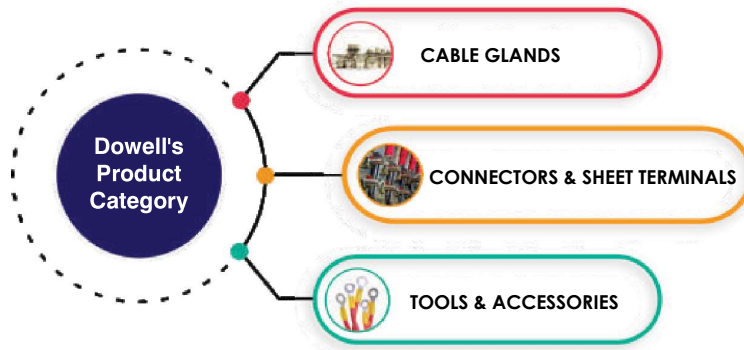 Dowell's
Product
Category
CABLE GLANDS
CONNECTORS & SHEET TERMINALS
TOOLS & ACCESSORIES